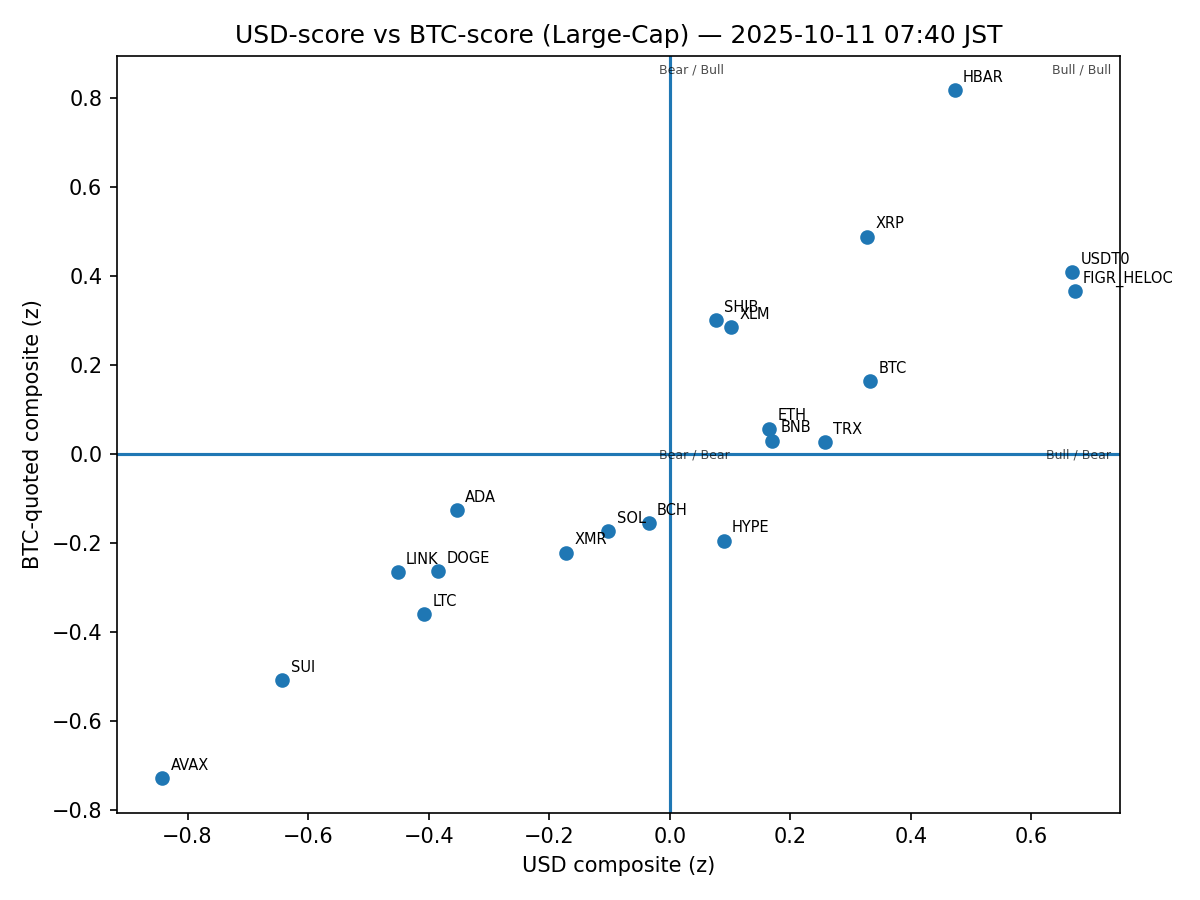 USD-score vs BTC-score (Large-Cap) — 2025-10-11 07:40 JST
Bear / Bull
Bull / Bull
HBAR
XRP
USDT0
FIGR_HELOC
SHIB
XLM
BTC
ETH
BNB
TRX
Bear / Bear
Bull / Bear
ADA
BCH
SOL
HYPE
XMR
LINK
DOGE
LTC
SUI
AVAX
0.8
0.6
0.4
0.2
0.0
−0.2
−0.4
−0.6
−0.8
BTC-quoted composite (z)
−0.8
−0.6
−0.4
−0.2
0.0
0.2
0.4
0.6
USD composite (z)